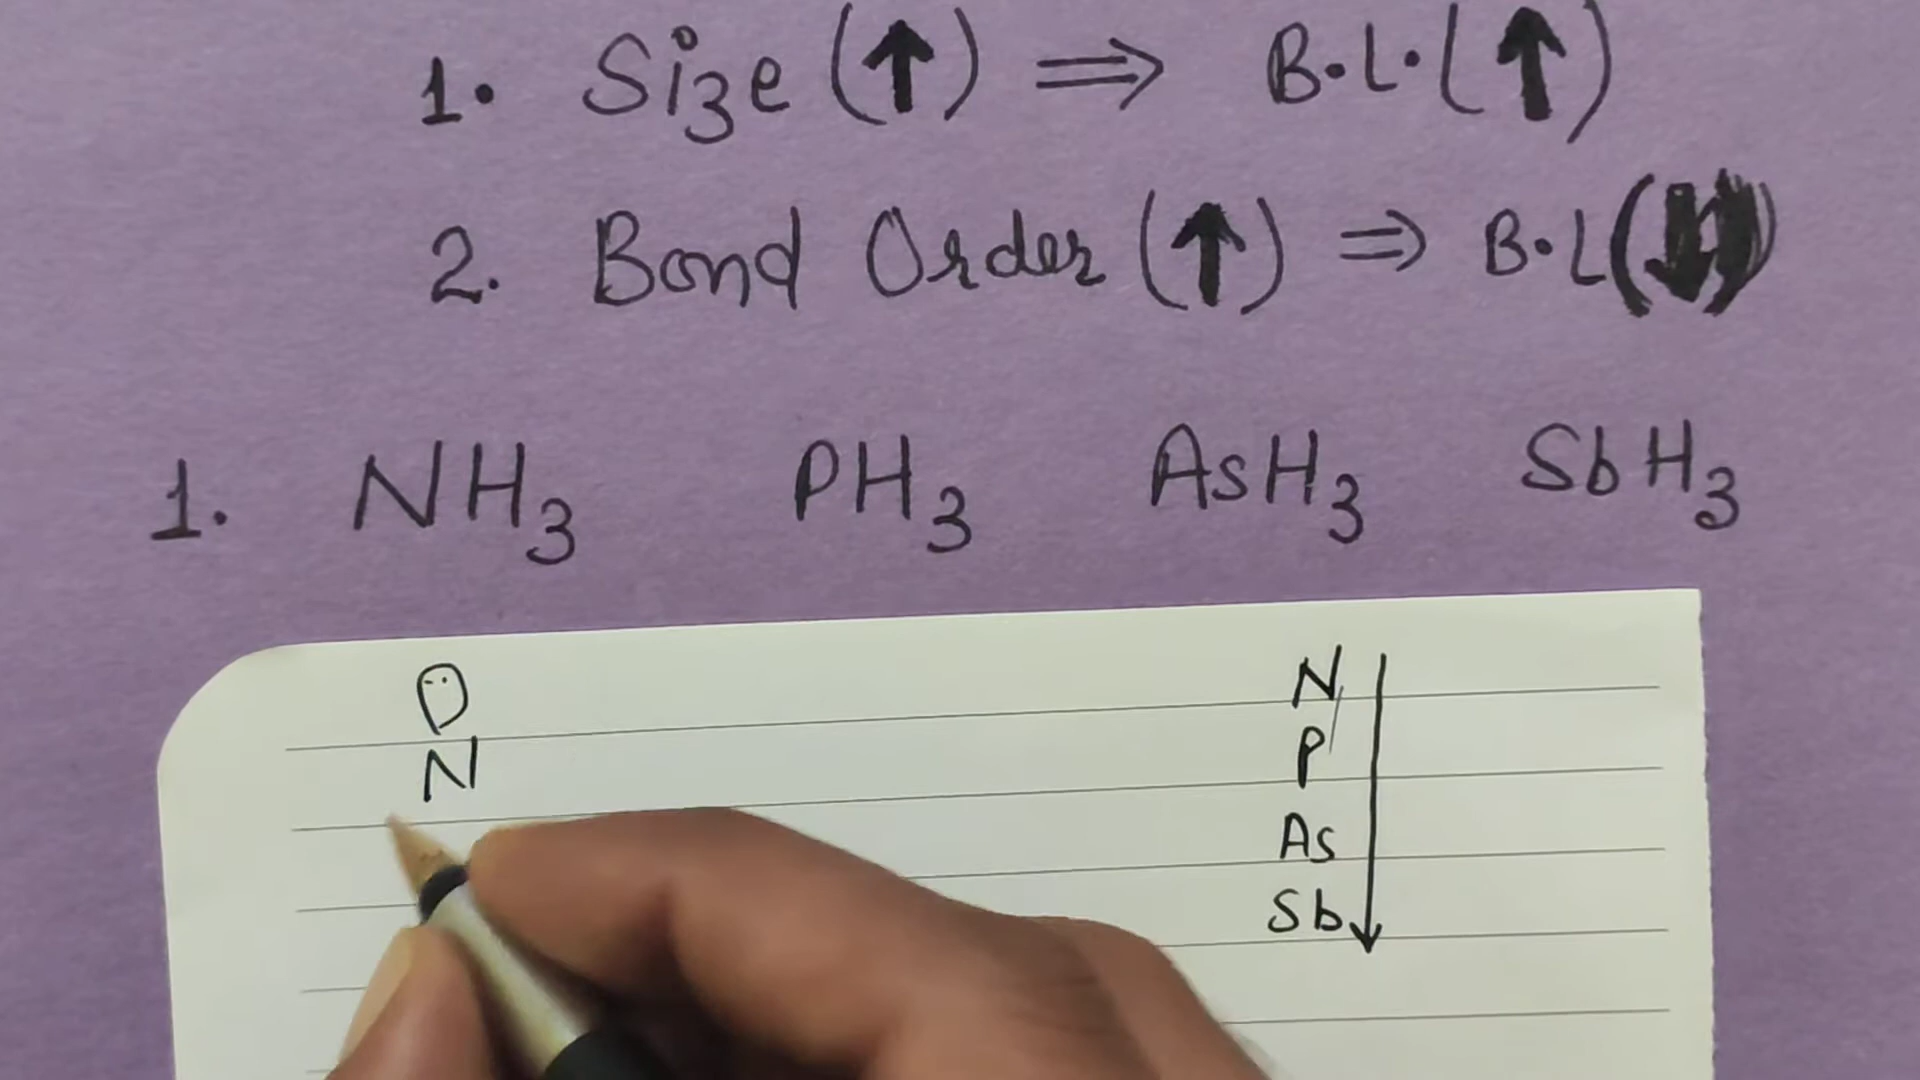 1. Size (↑) ⇒ B.L. (↑)
2. Bond Order (↑) ⇒ B.L (↓)
1. NH₃ PH₃ AsH₃ SbH₃
N
N
P
As
Sb